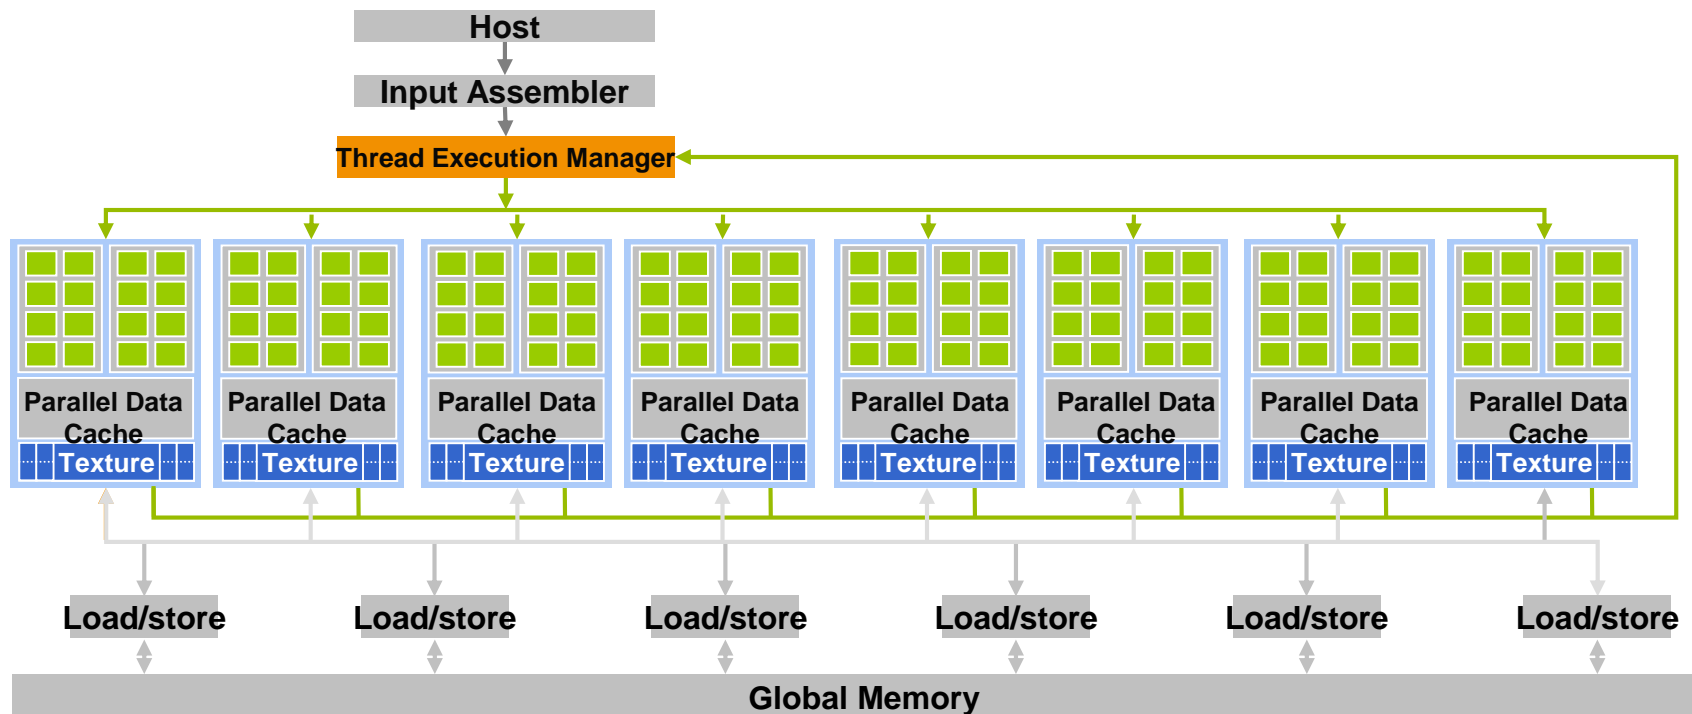 Host
Input Assembler
Thread Execution Manager
Parallel Data
Cache
Texture
Parallel Data
Cache
Texture
Parallel Data
Cache
Texture
Parallel Data
Cache
Texture
Parallel Data
Cache
Texture
Parallel Data
Cache
Texture
Parallel Data
Cache
Texture
Parallel Data
Cache
Texture
Load/store
Load/store
Load/store
Load/store
Load/store
Load/store
Global Memory